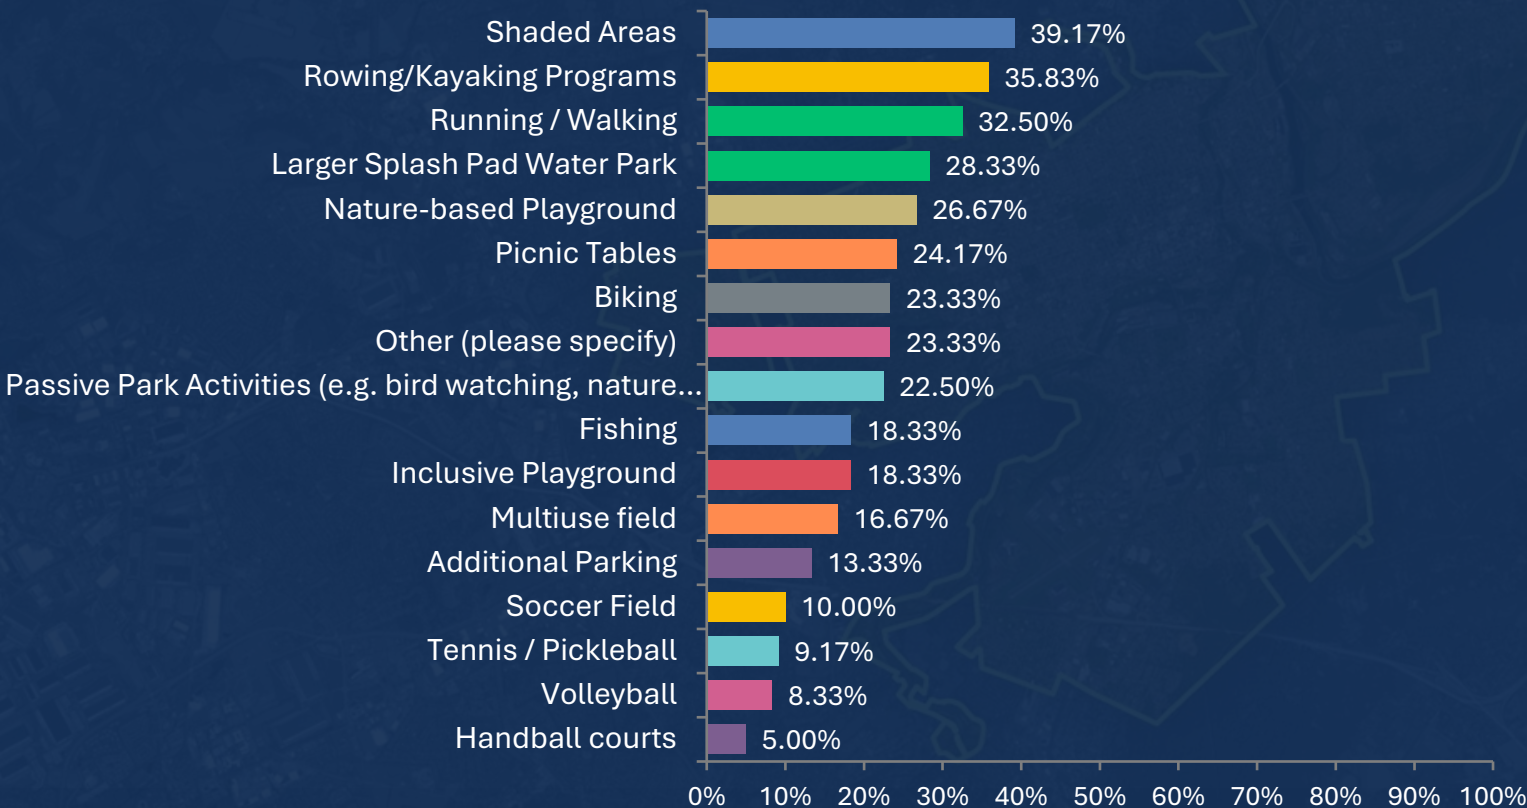 Shaded Areas 39.17%
Rowing/Kayaking Programs 35.83%
Running / Walking 32.50%
Larger Splash Pad Water Park 28.33%
Nature-based Playground 26.67%
Picnic Tables 24.17%
Biking 23.33%
Other (please specify) 23.33%
Passive Park Activities (e.g. bird watching, nature... 22.50%
Fishing 18.33%
Inclusive Playground 18.33%
Multiuse field 16.67%
Additional Parking 13.33%
Soccer Field 10.00%
Tennis / Pickleball 9.17%
Volleyball 8.33%
Handball courts 5.00%
0% 10% 20% 30% 40% 50% 60% 70% 80% 90% 100%